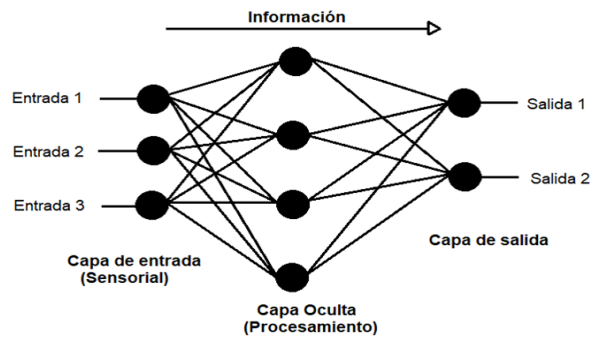 Información
Entrada 1
Entrada 2
Entrada 3
Salida 1
Salida 2
Capa de entrada
(Sensorial)
Capa Oculta
(Procesamiento)
Capa de salida